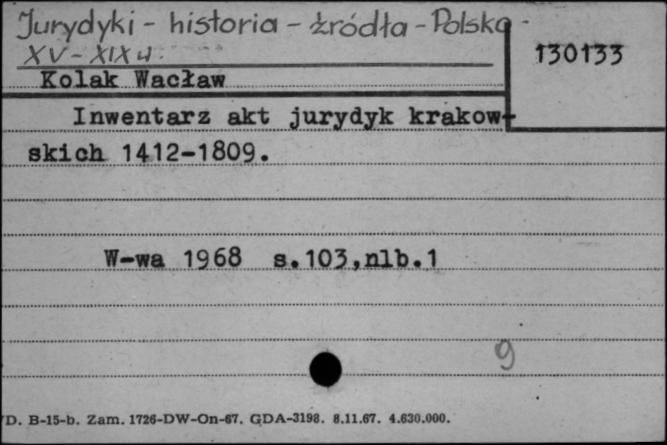 Jurydyki - historia - źródła - Polska -
XV - XIX w.
130133
Kolak Wacław
Inwentarz akt jurydyk krakow-
skich 1412-1809.
W-wa 1968 s.103,nlb.1
9
D. B-15-b. Zam. 1726-DW-On-67. GDA-3198. 8.11.67. 4.630.000.